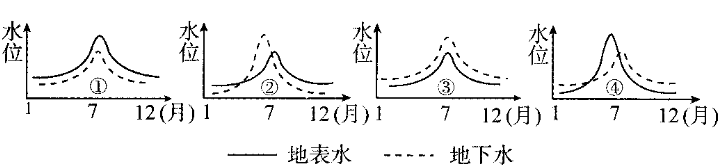 水位 ① 1 7 12(月)
水位 ② 1 7 12(月)
水位 ③ 1 7 12(月)
水位 ④ 1 7 12(月)
地表水 地下水